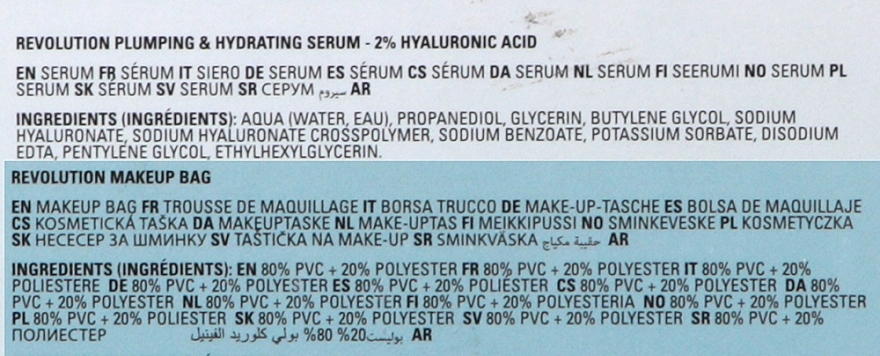 REVOLUTION PLUMPING & HYDRATING SERUM - 2% HYALURONIC ACID
EN SERUM FR SÉRUM IT SIERO DE SERUM ES SÉRUM CS SÉRUM DA SERUM NL SERUM FI SEERUMI NO SERUM PL
SERUM SK SÉRUM SV SERUM SR СЕРУМ سيروم AR
INGREDIENTS (INGRÉDIENTS): AQUA (WATER, EAU), PROPANEDIOL, GLYCERIN, BUTYLENE GLYCOL, SODIUM
HYALURONATE, SODIUM HYALURONATE CROSSPOLYMER, SODIUM BENZOATE, POTASSIUM SORBATE, DISODIUM
EDTA, PENTYLENE GLYCOL, ETHYLHEXYLGLYCERIN.
REVOLUTION MAKEUP BAG
EN MAKEUP BAG FR TROUSSE DE MAQUILLAGE IT BORSA TRUCCO DE MAKE-UP-TASCHE ES BOLSA DE MAQUILLAJE
CS KOSMETICKÁ TAŠKA DA MAKEUPTASKE NL MAKE-UPTAS FI MEIKKIPUSSI NO SMINKEVESKE PL KOSMETYCZKA
SK НЕСЕСЕР ЗА ШМИНКУ SV TAŠTIČKA NA MAKE-UP SR SMINKVÄSKA حقيبة مكياج AR
INGREDIENTS (INGRÉDIENTS): EN 80% PVC + 20% POLYESTER FR 80% PVC + 20% POLYESTER IT 80% PVC + 20%
POLIESTERE DE 80% PVC + 20% POLYESTER ES 80% PVC + 20% POLIÉSTER CS 80% PVC + 20% POLYESTER DA 80%
PVC + 20% POLYESTER NL 80% PVC + 20% POLYESTER FI 80% PVC + 20% POLYESTERIA NO 80% PVC + 20% POLYESTER
PL 80% PVC + 20% POLIESTER SK 80% PVC + 20% POLYESTER SV 80% PVC + 20% POLYESTER SR 80% PVC + 20%
ПОЛИЕСТЕР بوليست20% 80% بولي كلوريد الفينيل AR